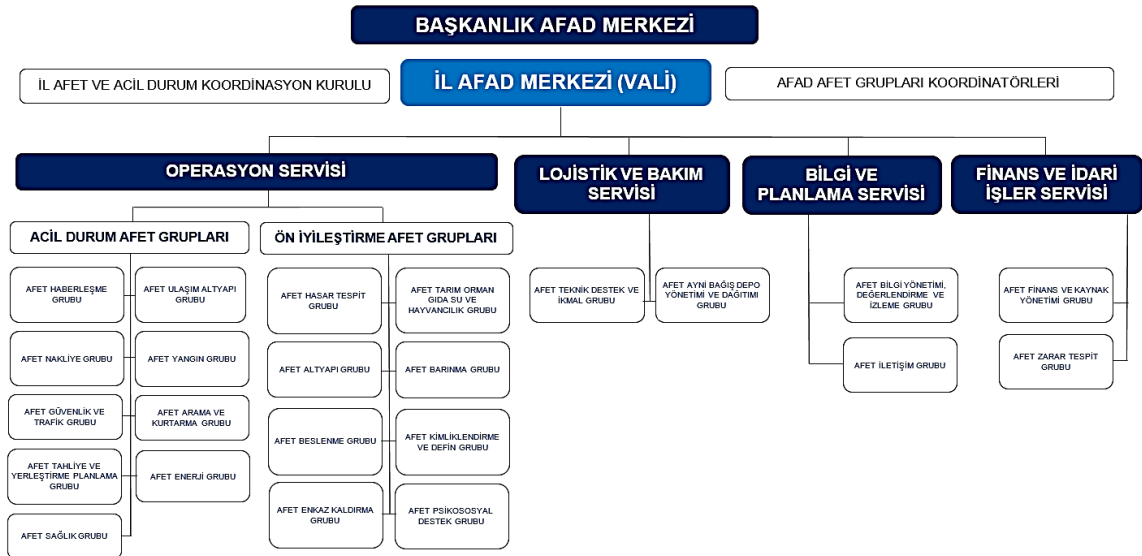 BAŞKANLIK AFAD MERKEZİ
İL AFET VE ACİL DURUM KOORDİNASYON KURULU
İL AFAD MERKEZİ (VALİ)
AFAD AFET GRUPLARI KOORDİNATÖRLERİ
OPERASYON SERVİSİ
LOJİSTİK VE BAKIM
SERVİSİ
BİLGİ VE
PLANLAMA SERVİSİ
FİNANS VE İDARİ
İŞLER SERVİSİ
ACİL DURUM AFET GRUPLARI
ÖN İYİLEŞTİRME AFET GRUPLARI
AFET HABERLEŞME
GRUBU
AFET ULAŞIM ALTYAPI
GRUBU
AFET NAKLİYE GRUBU
AFET YANGIN GRUBU
AFET GÜVENLİK VE
TRAFİK GRUBU
AFET ARAMA VE
KURTARMA GRUBU
AFET TAHLİYE VE
YERLEŞTİRME PLANLAMA
GRUBU
AFET ENERJİ GRUBU
AFET SAĞLIK GRUBU
AFET HASAR TESPİT
GRUBU
AFET TARIM ORMAN
GIDA SU VE
HAYVANCILIK GRUBU
AFET ALTYAPI GRUBU
AFET BARINMA GRUBU
AFET BESLENME GRUBU
AFET KİMLİKLENDİRME
VE DEFİN GRUBU
AFET ENKAZ KALDIRMA
GRUBU
AFET PSİKOSOSYAL
DESTEK GRUBU
AFET TEKNİK DESTEK VE
İKMAL GRUBU
AFET AYNİ BAĞIŞ DEPO
YÖNETİMİ VE DAĞITIMI
GRUBU
AFET BİLGİ YÖNETİMİ,
DEĞERLENDİRME VE
İZLEME GRUBU
AFET İLETİŞİM GRUBU
AFET FİNANS VE KAYNAK
YÖNETİMİ GRUBU
AFET ZARAR TESPİT
GRUBU